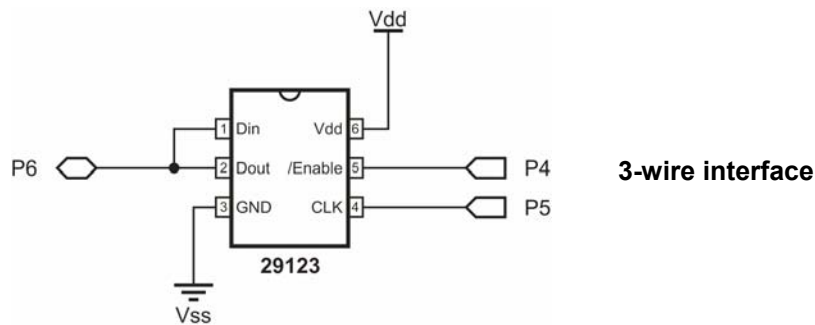 Vdd
1 Din Vdd 6
P6 2 Dout /Enable 5 P4 3-wire interface
3 GND CLK 4 P5
29123
Vss